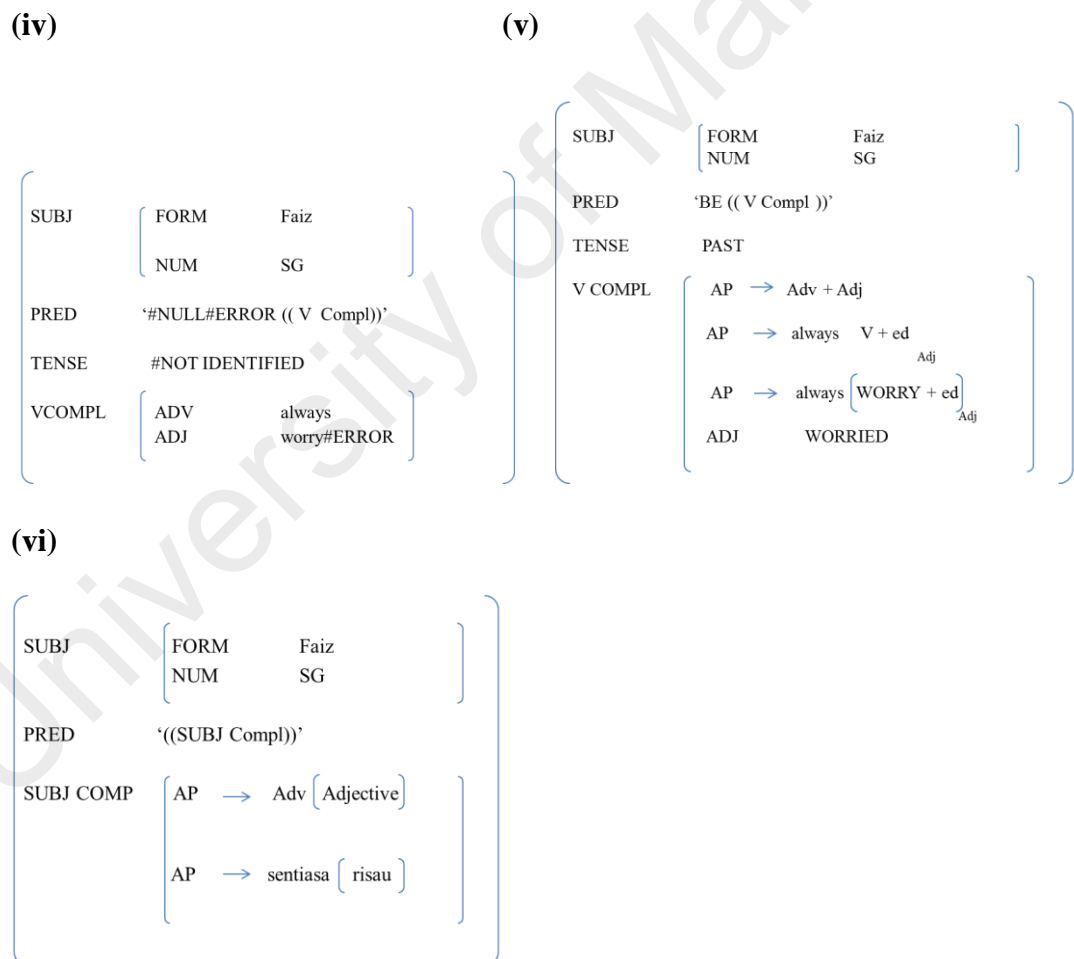 (iv) (v)
SUBJ FORM Faiz
NUM SG
PRED ‘#NULL#ERROR (( V Compl))’
TENSE #NOT IDENTIFIED
VCOMPL ADV always
ADJ worry#ERROR
SUBJ FORM Faiz
NUM SG
PRED ‘BE (( V Compl ))’
TENSE PAST
V COMPL AP → Adv + Adj
AP → always V + ed
Adj
AP → always WORRY + ed
Adj
ADJ WORRIED
(vi)
SUBJ FORM Faiz
NUM SG
PRED ‘((SUBJ Compl))’
SUBJ COMP AP → Adv Adjective
AP → sentiasa risau
University of Ma